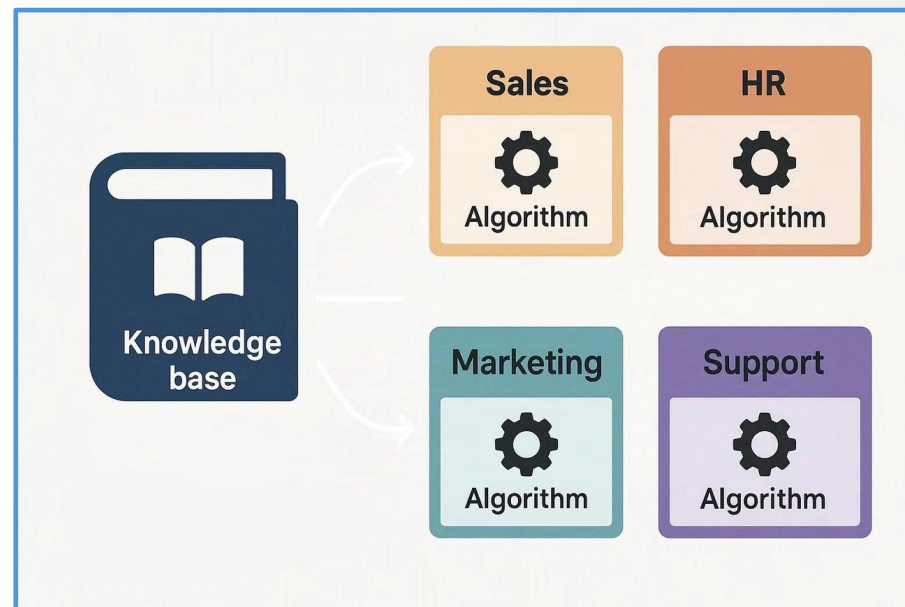 Knowledge
base
Sales
Algorithm
HR
Algorithm
Marketing
Algorithm
Support
Algorithm